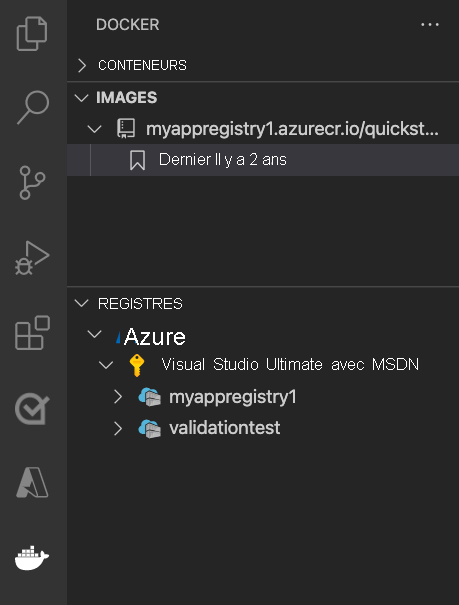 DOCKER
CONTENEURS
IMAGES
myappregistry1.azurecr.io/quickst...
Dernier Il y a 2 ans
REGISTRES
Azure
Visual Studio Ultimate avec MSDN
myappregistry1
validationtest